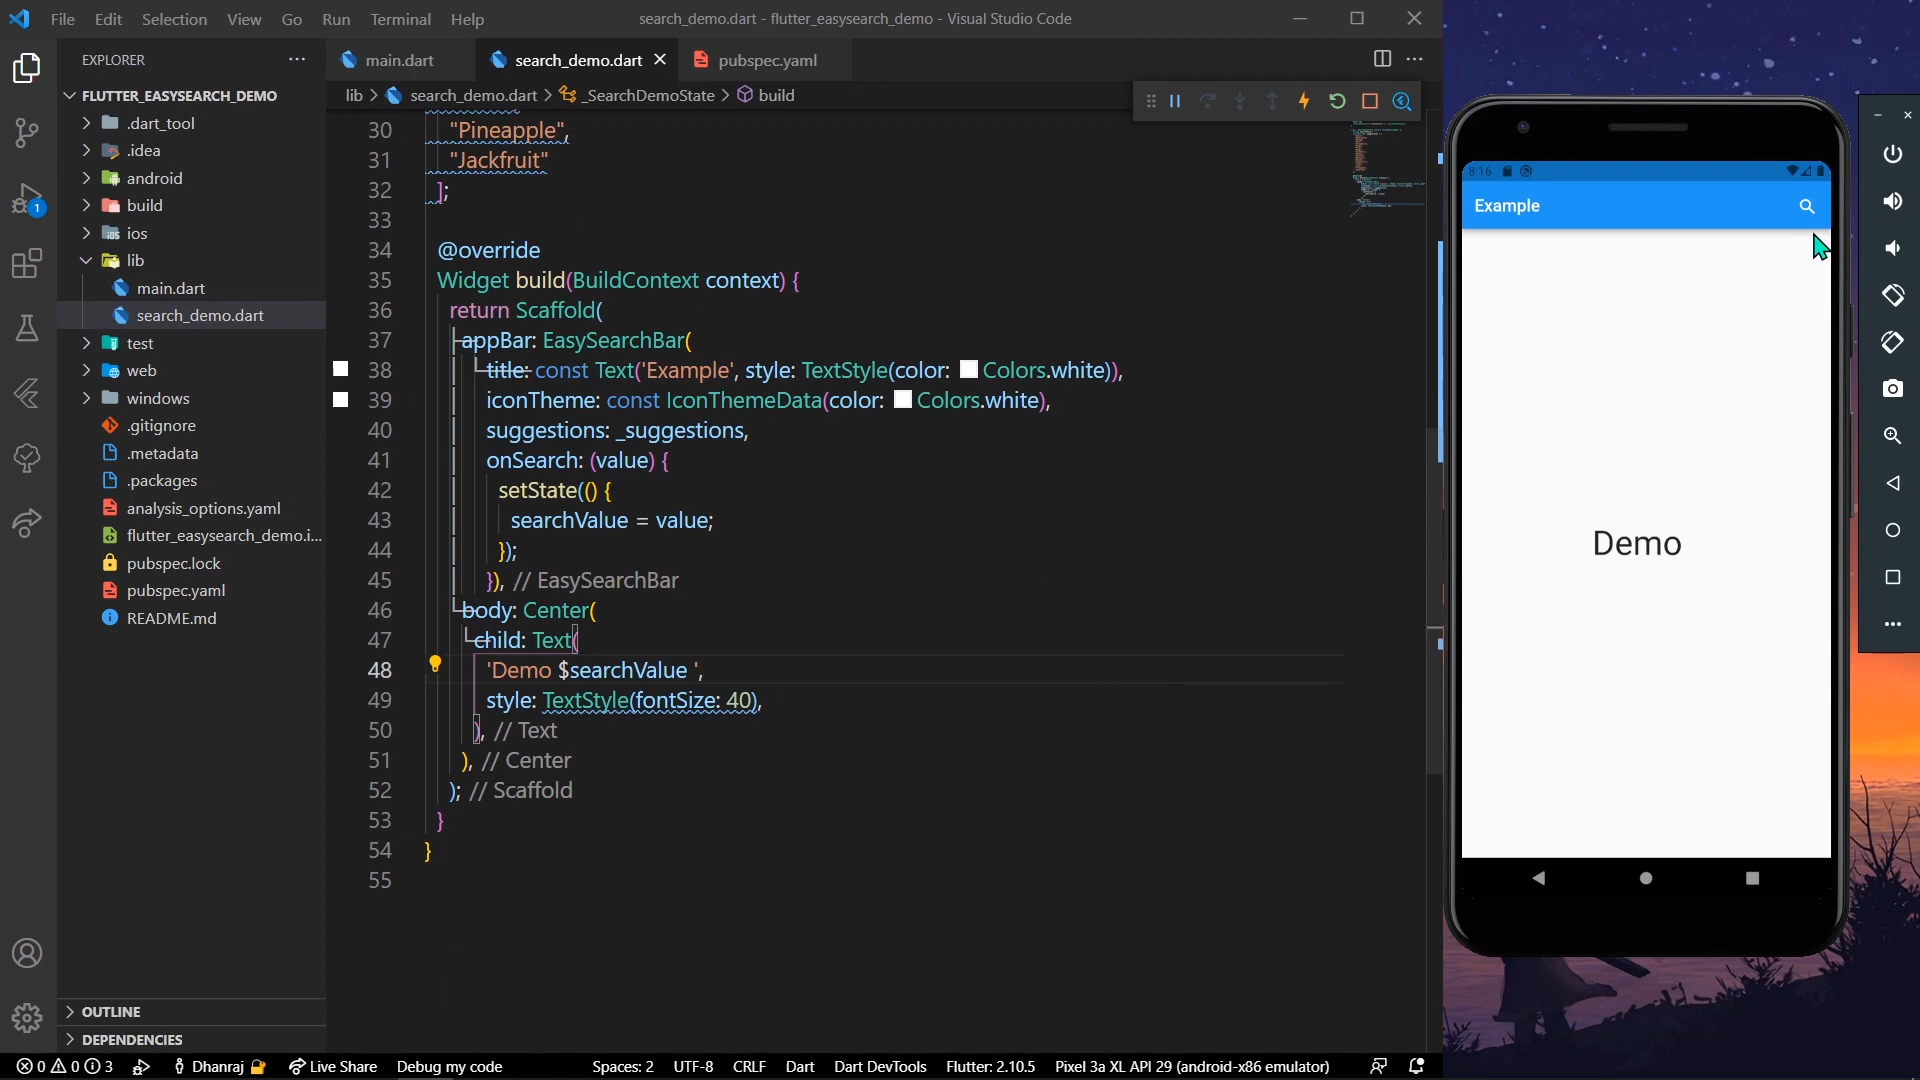 File Edit Selection View Go Run Terminal Help
search_demo.dart - flutter_easysearch_demo - Visual Studio Code
EXPLORER
FLUTTER_EASYSEARCH_DEMO
.dart_tool
.idea
android
build
ios
lib
main.dart
search_demo.dart
test
web
windows
.gitignore
.metadata
.packages
analysis_options.yaml
flutter_easysearch_demo.i...
pubspec.lock
pubspec.yaml
README.md
OUTLINE
DEPENDENCIES
1
main.dart search_demo.dart pubspec.yaml
lib > search_demo.dart > _SearchDemoState > build
30 "Pineapple",
31 "Jackfruit"
32 ];
33
34 @override
35 Widget build(BuildContext context) {
36 return Scaffold(
37 appBar: EasySearchBar(
38 title: const Text('Example', style: TextStyle(color: Colors.white)),
39 iconTheme: const IconThemeData(color: Colors.white),
40 suggestions: _suggestions,
41 onSearch: (value) {
42 setState(() {
43 searchValue = value;
44 });
45 }), // EasySearchBar
46 body: Center(
47 child: Text(
48 'Demo $searchValue ',
49 style: TextStyle(fontSize: 40),
50 ), // Text
51 ), // Center
52 ); // Scaffold
53 }
54 }
55
8:16
Example
Demo
0 0 3 Dhanraj Live Share Debug my code Spaces: 2 UTF-8 CRLF Dart Dart DevTools Flutter: 2.10.5 Pixel 3a XL API 29 (android-x86 emulator)